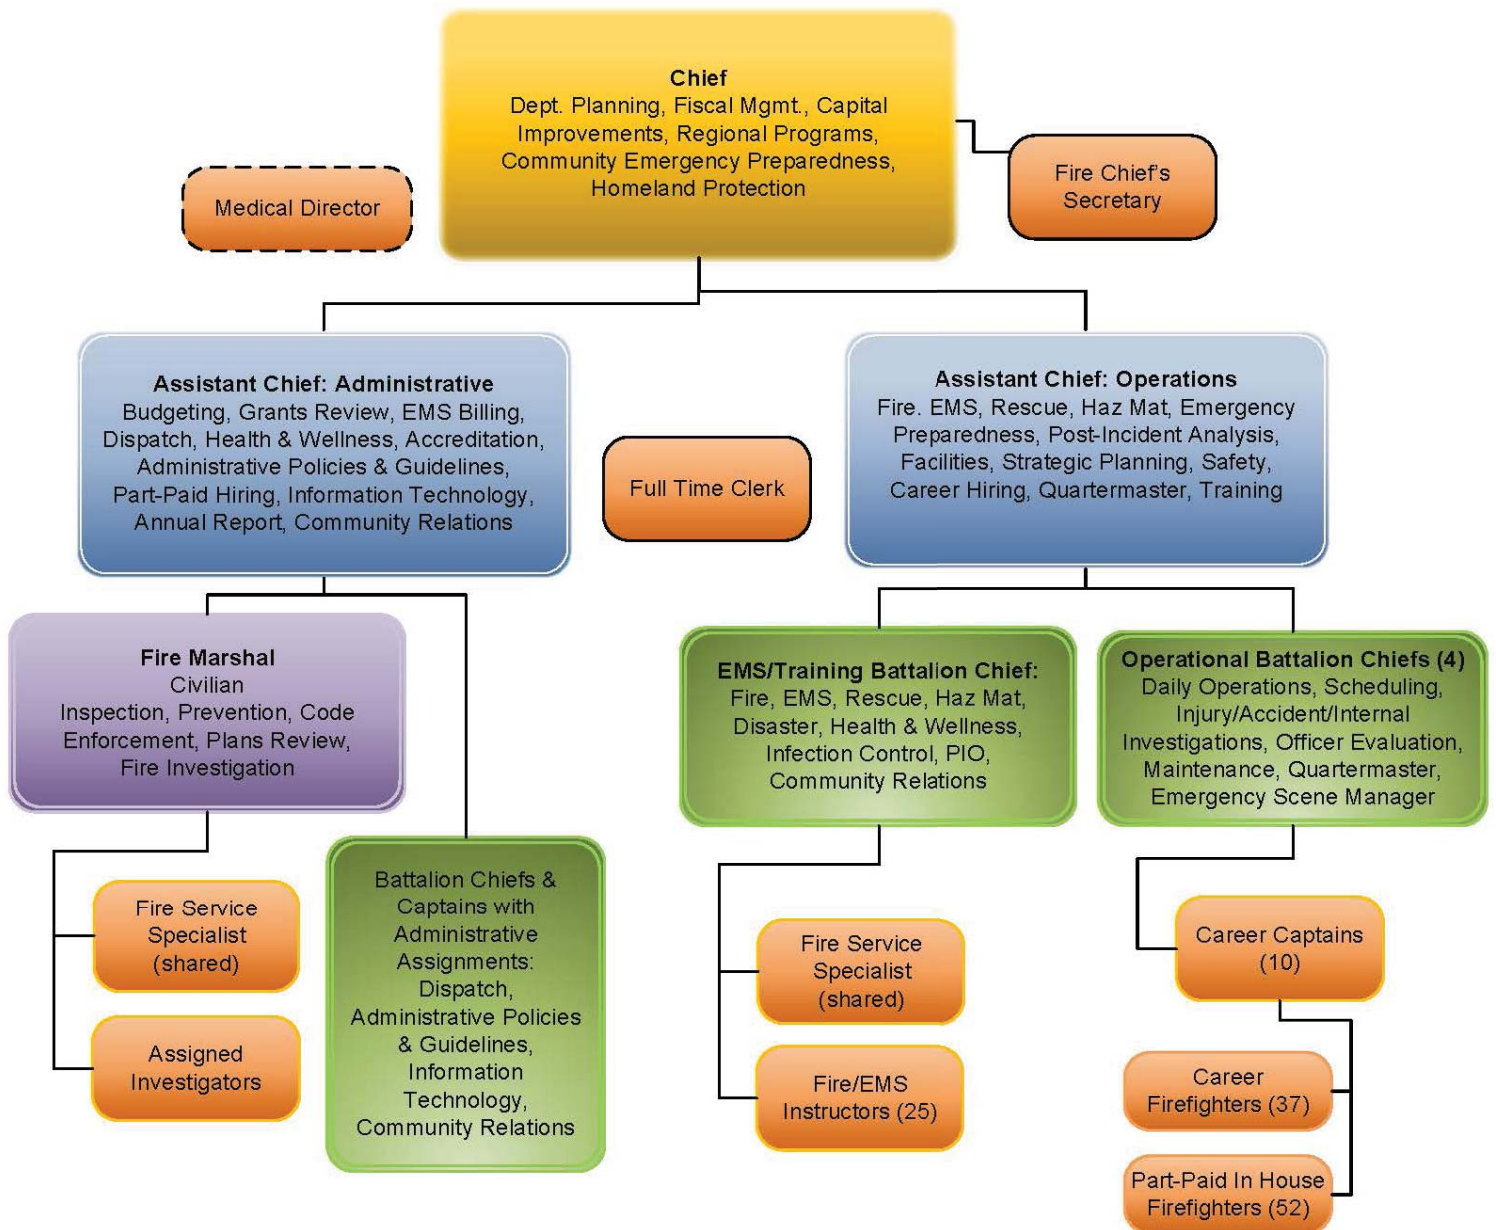 Chief
Dept. Planning, Fiscal Mgmt., Capital
Improvements, Regional Programs,
Community Emergency Preparedness,
Homeland Protection
Medical Director
Fire Chief's
Secretary
Assistant Chief: Administrative
Budgeting, Grants Review, EMS Billing,
Dispatch, Health & Wellness, Accreditation,
Administrative Policies & Guidelines,
Part-Paid Hiring, Information Technology,
Annual Report, Community Relations
Full Time Clerk
Assistant Chief: Operations
Fire. EMS, Rescue, Haz Mat, Emergency
Preparedness, Post-Incident Analysis,
Facilities, Strategic Planning, Safety,
Career Hiring, Quartermaster, Training
Fire Marshal
Civilian
Inspection, Prevention, Code
Enforcement, Plans Review,
Fire Investigation
EMS/Training Battalion Chief:
Fire, EMS, Rescue, Haz Mat,
Disaster, Health & Wellness,
Infection Control, PIO,
Community Relations
Operational Battalion Chiefs (4)
Daily Operations, Scheduling,
Injury/Accident/Internal
Investigations, Officer Evaluation,
Maintenance, Quartermaster,
Emergency Scene Manager
Fire Service
Specialist
(shared)
Assigned
Investigators
Battalion Chiefs &
Captains with
Administrative
Assignments:
Dispatch,
Administrative Policies
& Guidelines,
Information
Technology,
Community Relations
Fire Service
Specialist
(shared)
Fire/EMS
Instructors (25)
Career Captains
(10)
Career
Firefighters (37)
Part-Paid In House
Firefighters (52)